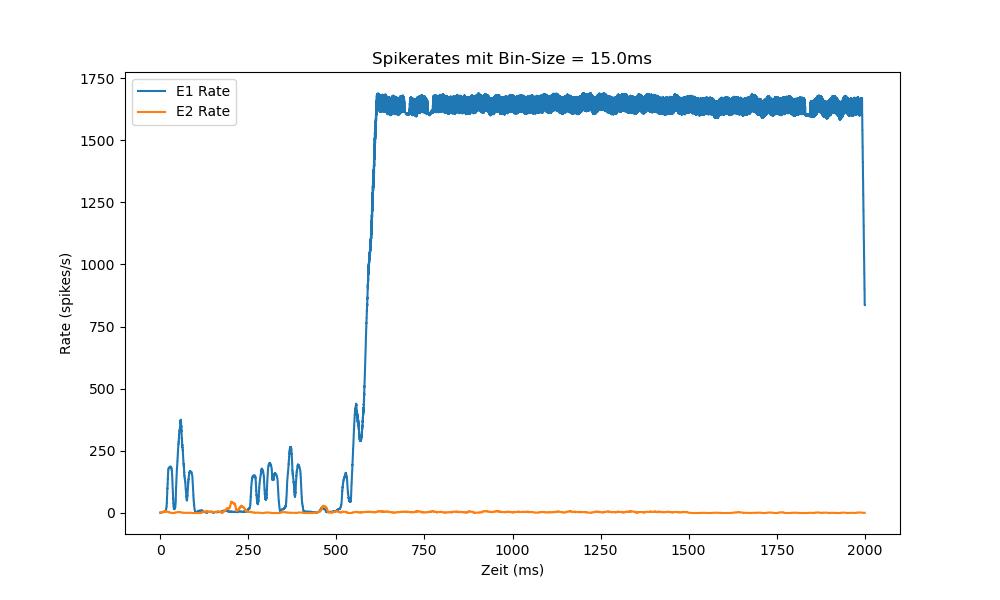 Spikerates mit Bin-Size = 15.0ms
E1 Rate
E2 Rate
1750
1500
1250
1000
750
500
250
0
Rate (spikes/s)
0 250 500 750 1000 1250 1500 1750 2000
Zeit (ms)